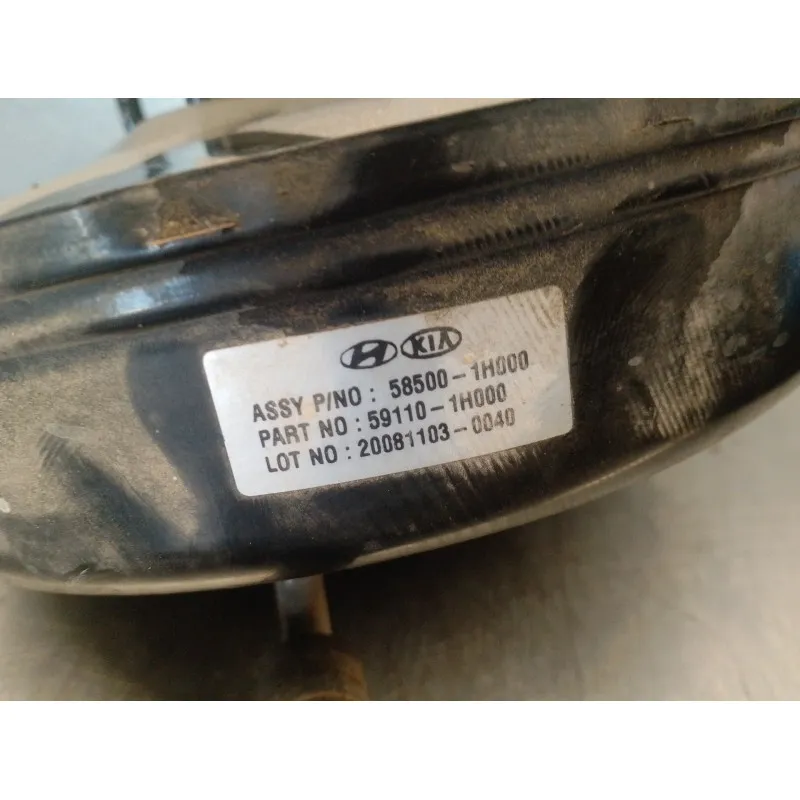 KIA
ASSY P/NO : 58500-1H000
PART NO : 59110-1H000
LOT NO : 20081103-0040